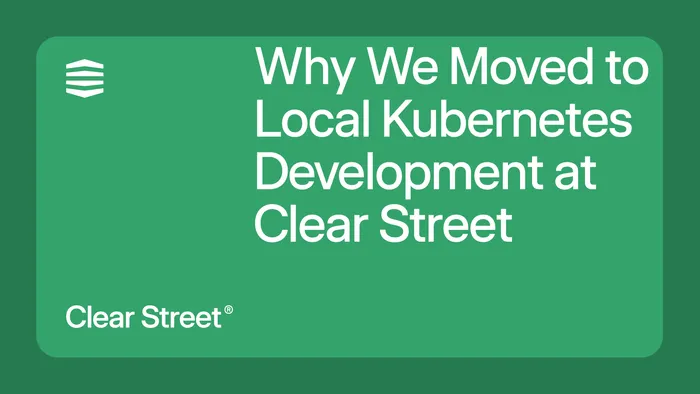 Why We Moved to
Local Kubernetes
Development at
Clear Street
Clear Street®